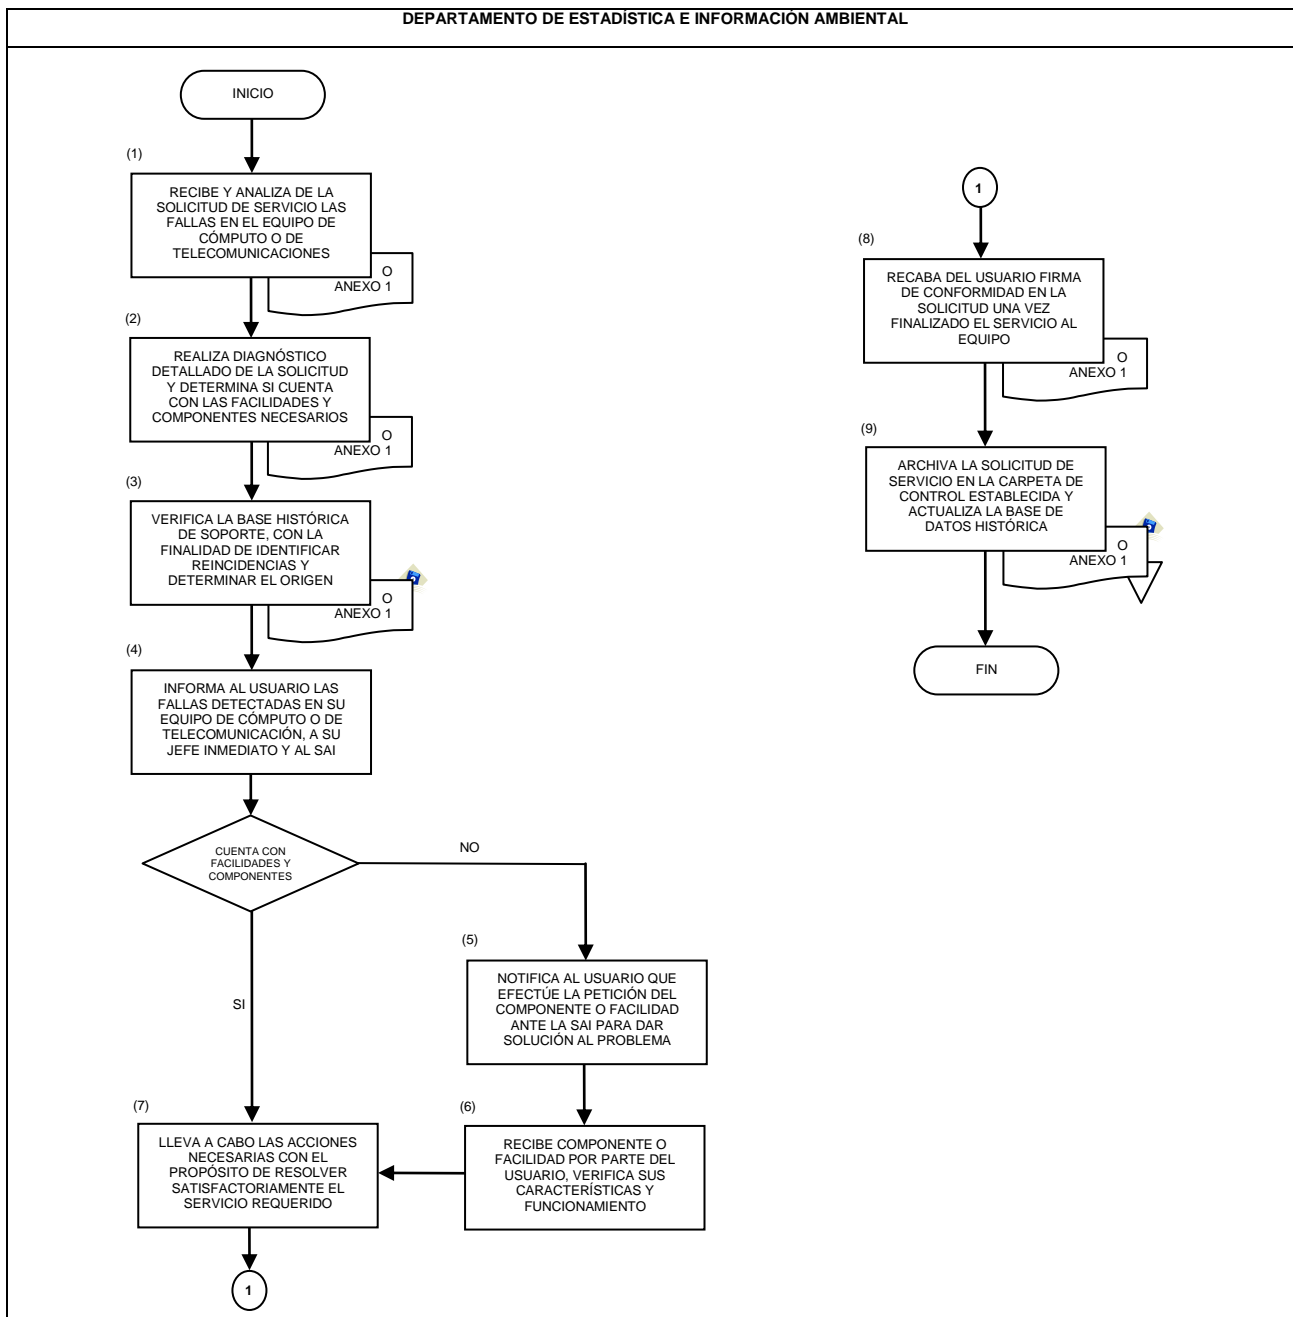 DEPARTAMENTO DE ESTADÍSTICA E INFORMACIÓN AMBIENTAL
INICIO
(1)
RECIBE Y ANALIZA DE LA
SOLICITUD DE SERVICIO LAS
FALLAS EN EL EQUIPO DE
CÓMPUTO O DE
TELECOMUNICACIONES
O
ANEXO 1
(2)
REALIZA DIAGNÓSTICO
DETALLADO DE LA SOLICITUD
Y DETERMINA SI CUENTA
CON LAS FACILIDADES Y
COMPONENTES NECESARIOS
O
ANEXO 1
(3)
VERIFICA LA BASE HISTÓRICA
DE SOPORTE, CON LA
FINALIDAD DE IDENTIFICAR
REINCIDENCIAS Y
DETERMINAR EL ORIGEN
O
ANEXO 1
(4)
INFORMA AL USUARIO LAS
FALLAS DETECTADAS EN SU
EQUIPO DE CÓMPUTO O DE
TELECOMUNICACIÓN, A SU
JEFE INMEDIATO Y AL SAI
CUENTA CON
FACILIDADES Y
COMPONENTES
NO
SI
(5)
NOTIFICA AL USUARIO QUE
EFECTÚE LA PETICIÓN DEL
COMPONENTE O FACILIDAD
ANTE LA SAI PARA DAR
SOLUCIÓN AL PROBLEMA
(6)
RECIBE COMPONENTE O
FACILIDAD POR PARTE DEL
USUARIO, VERIFICA SUS
CARACTERÍSTICAS Y
FUNCIONAMIENTO
(7)
LLEVA A CABO LAS ACCIONES
NECESARIAS CON EL
PROPÓSITO DE RESOLVER
SATISFACTORIAMENTE EL
SERVICIO REQUERIDO
1
1
(8)
RECABA DEL USUARIO FIRMA
DE CONFORMIDAD EN LA
SOLICITUD UNA VEZ
FINALIZADO EL SERVICIO AL
EQUIPO
O
ANEXO 1
(9)
ARCHIVA LA SOLICITUD DE
SERVICIO EN LA CARPETA DE
CONTROL ESTABLECIDA Y
ACTUALIZA LA BASE DE
DATOS HISTÓRICA
O
ANEXO 1
FIN